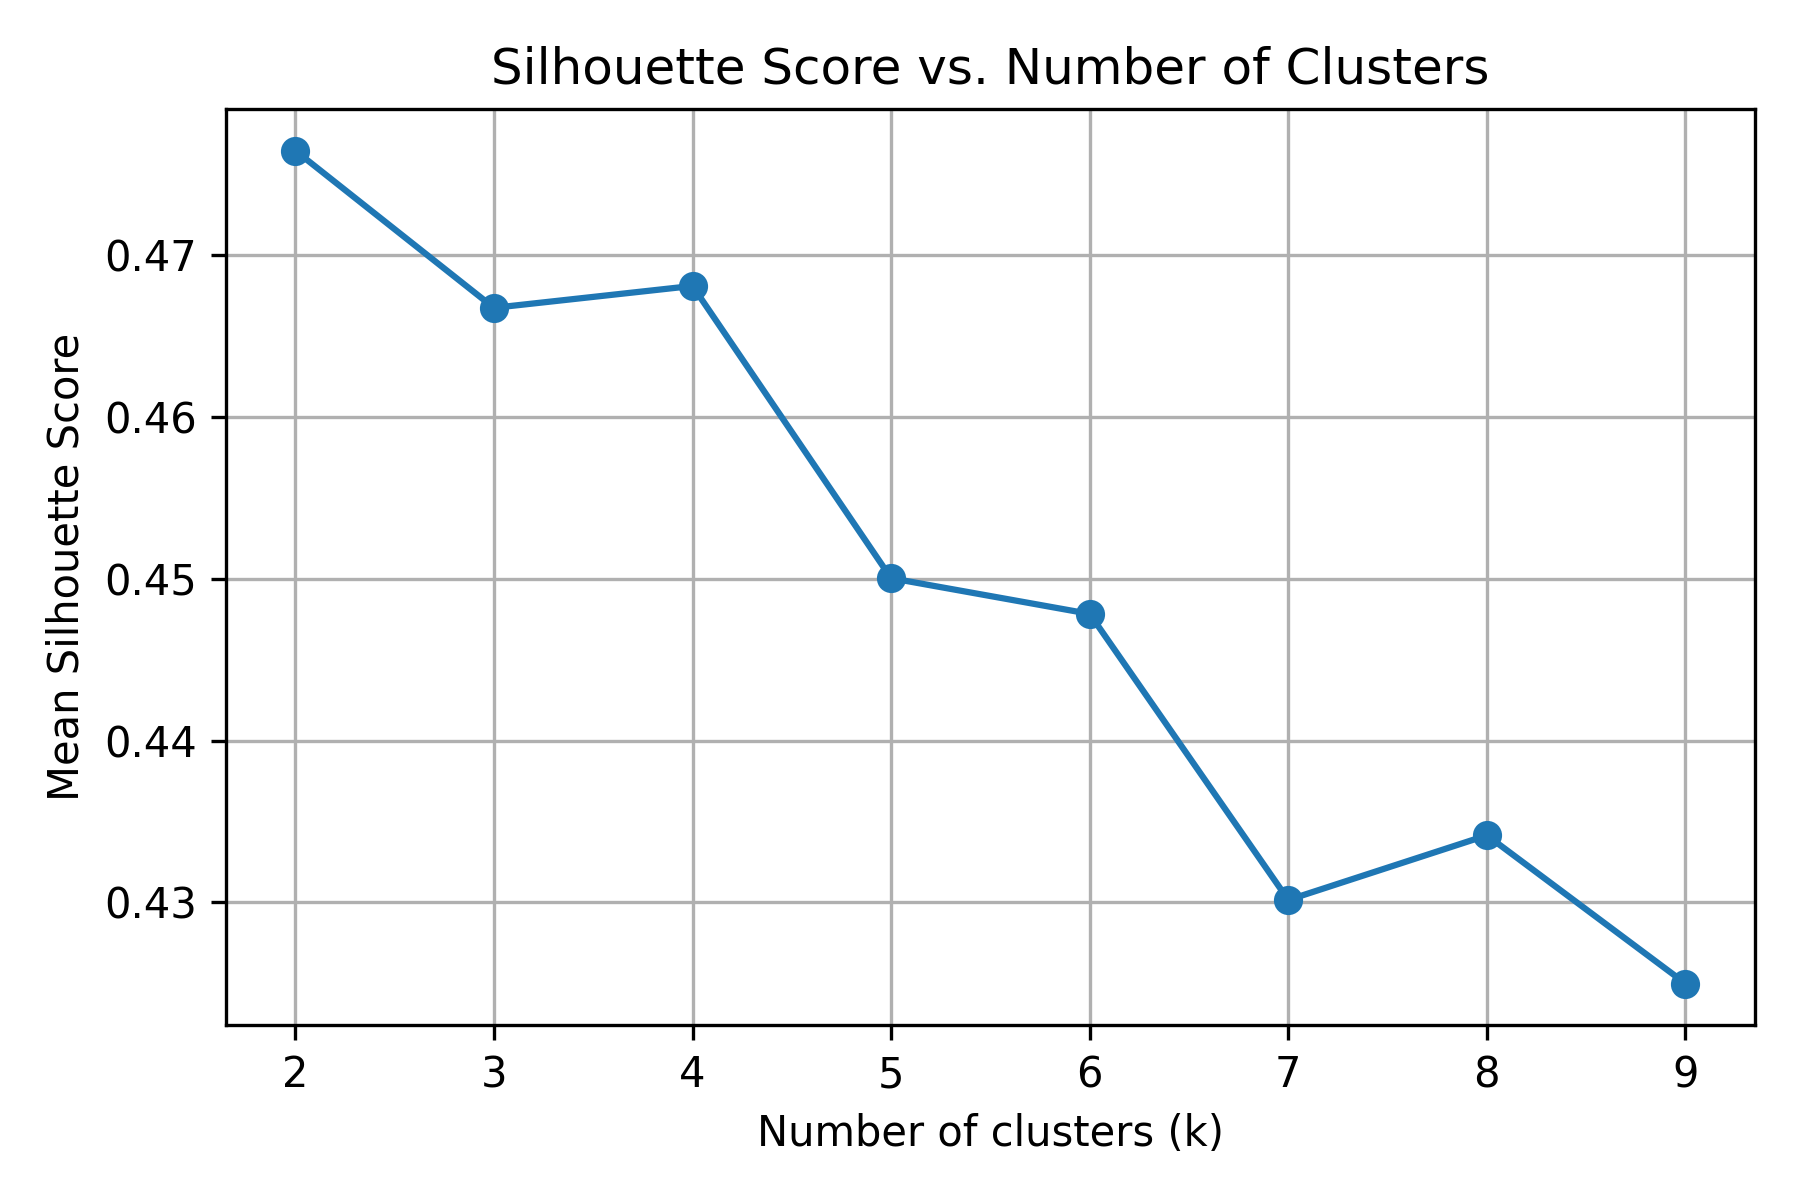 Silhouette Score vs. Number of Clusters
Mean Silhouette Score
0.47
0.46
0.45
0.44
0.43
2 3 4 5 6 7 8 9
Number of clusters (k)